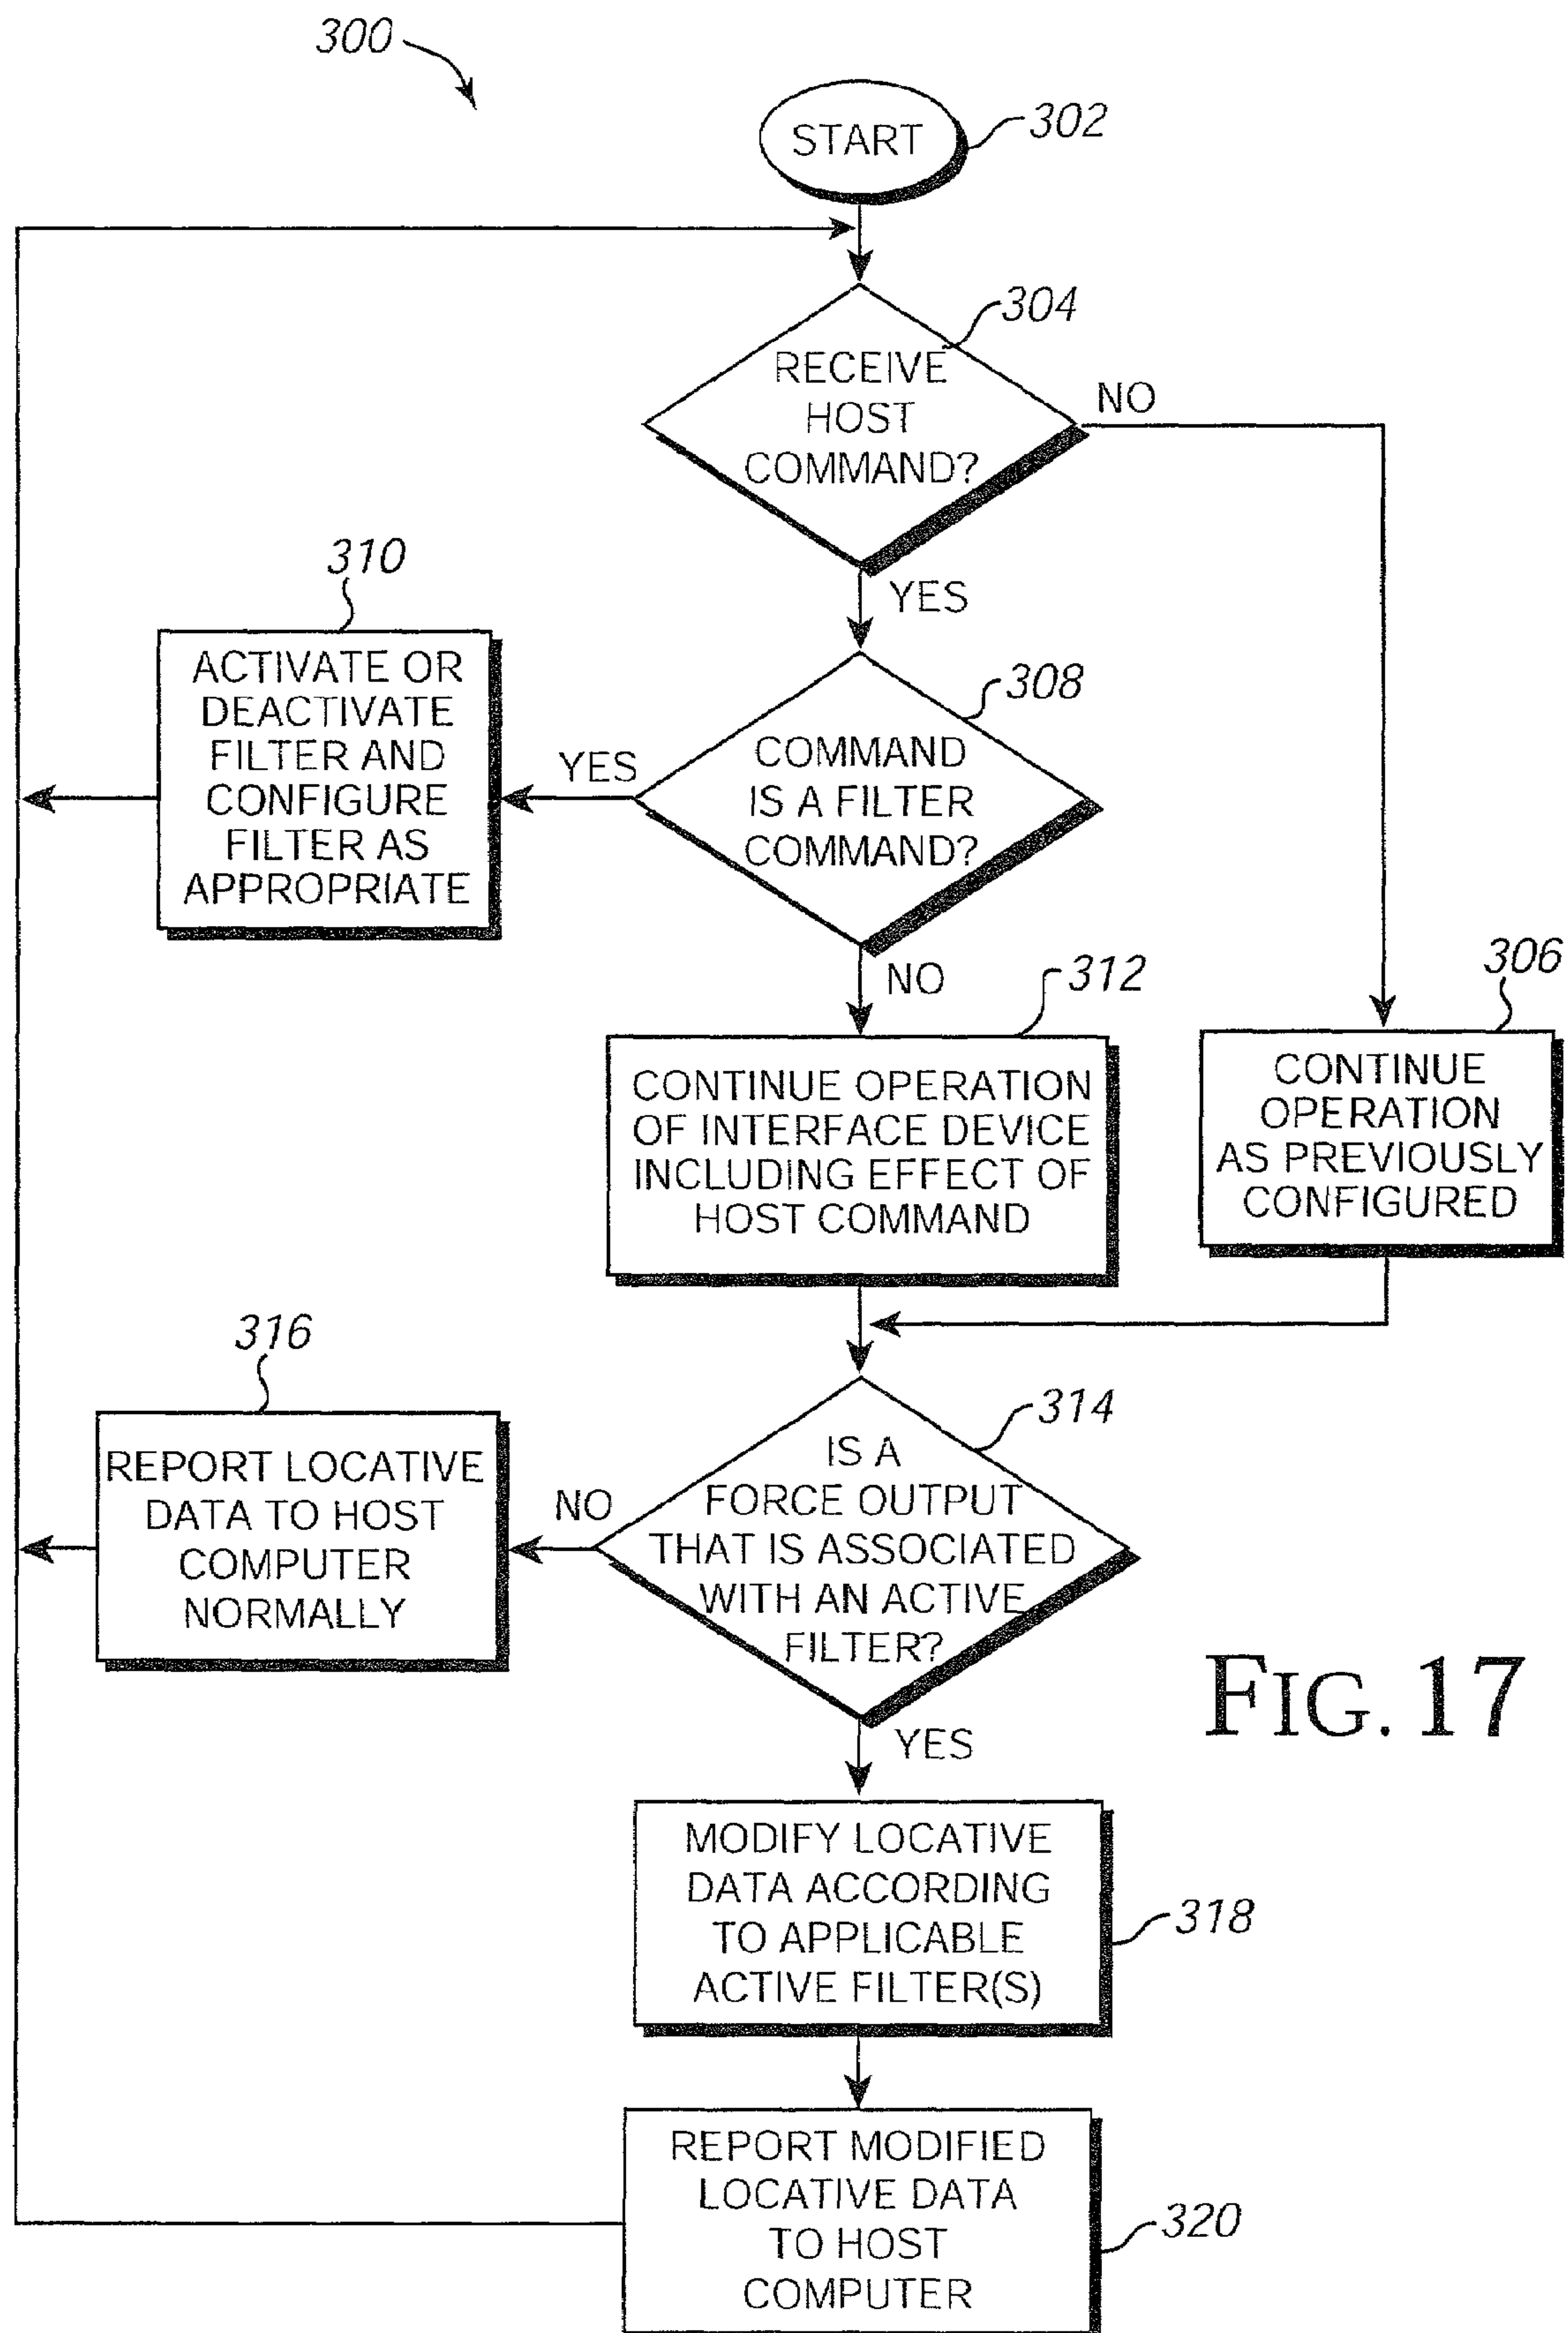 300
START
302
304
RECEIVE
HOST
COMMAND?
NO
YES
310
ACTIVATE OR
DEACTIVATE
FILTER AND
CONFIGURE
FILTER AS
APPROPRIATE
YES
308
COMMAND
IS A FILTER
COMMAND?
NO
312
CONTINUE OPERATION
OF INTERFACE DEVICE
INCLUDING EFFECT OF
HOST COMMAND
306
CONTINUE
OPERATION
AS PREVIOUSLY
CONFIGURED
316
REPORT LOCATIVE
DATA TO HOST
COMPUTER
NORMALLY
NO
314
IS A
FORCE OUTPUT
THAT IS ASSOCIATED
WITH AN ACTIVE
FILTER?
YES
FIG. 17
MODIFY LOCATIVE
DATA ACCORDING
TO APPLICABLE
ACTIVE FILTER(S)
318
REPORT MODIFIED
LOCATIVE DATA
TO HOST
COMPUTER
320